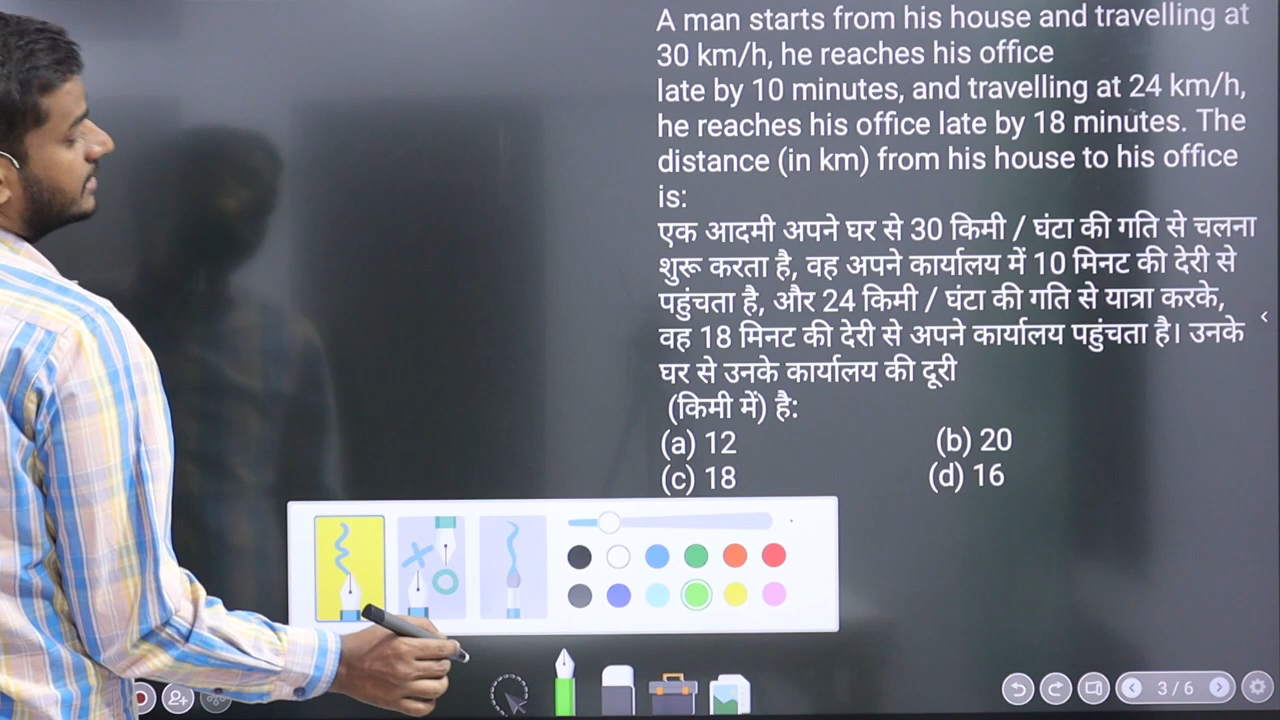 A man starts from his house and travelling at
30 km/h, he reaches his office
late by 10 minutes, and travelling at 24 km/h,
he reaches his office late by 18 minutes. The
distance (in km) from his house to his office
is:
एक आदमी अपने घर से 30 किमी / घंटा की गति से चलना
शुरू करता है, वह अपने कार्यालय में 10 मिनट की देरी से
पहुंचता है, और 24 किमी / घंटा की गति से यात्रा करके,
वह 18 मिनट की देरी से अपने कार्यालय पहुंचता है। उनके
घर से उनके कार्यालय की दूरी
(किमी में) है:
(a) 12 (b) 20
(c) 18 (d) 16
3 / 6